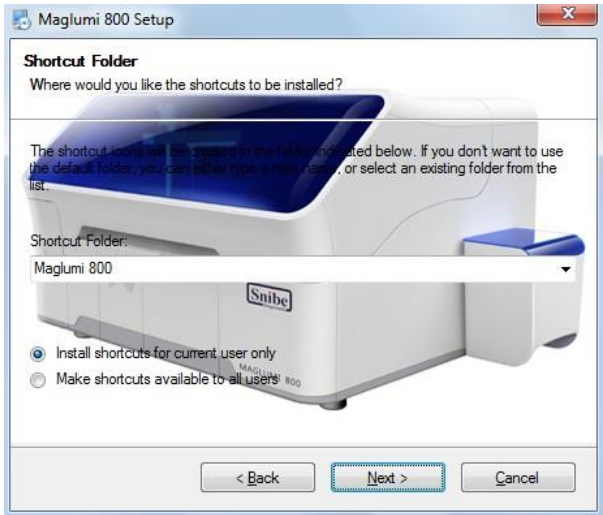 Maglumi 800 Setup
Shortcut Folder
Where would you like the shortcuts to be installed?
The shortcut icons will be created in the folder indicated below. If you don't want to use
the default folder, you can either type a new name, or select an existing folder from the
list.
Shortcut Folder:
Maglumi 800
Snibe
Install shortcuts for current user only
MAGLUMI 800
Make shortcuts available to all users
< Back
Next >
Cancel